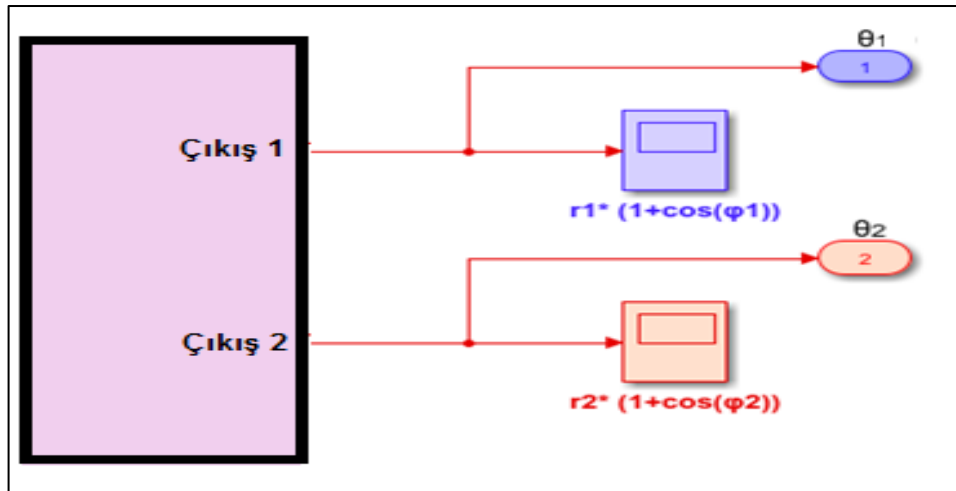 θ1
1
Çıkış 1
r1* (1+cos(φ1))
θ2
2
Çıkış 2
r2* (1+cos(φ2))